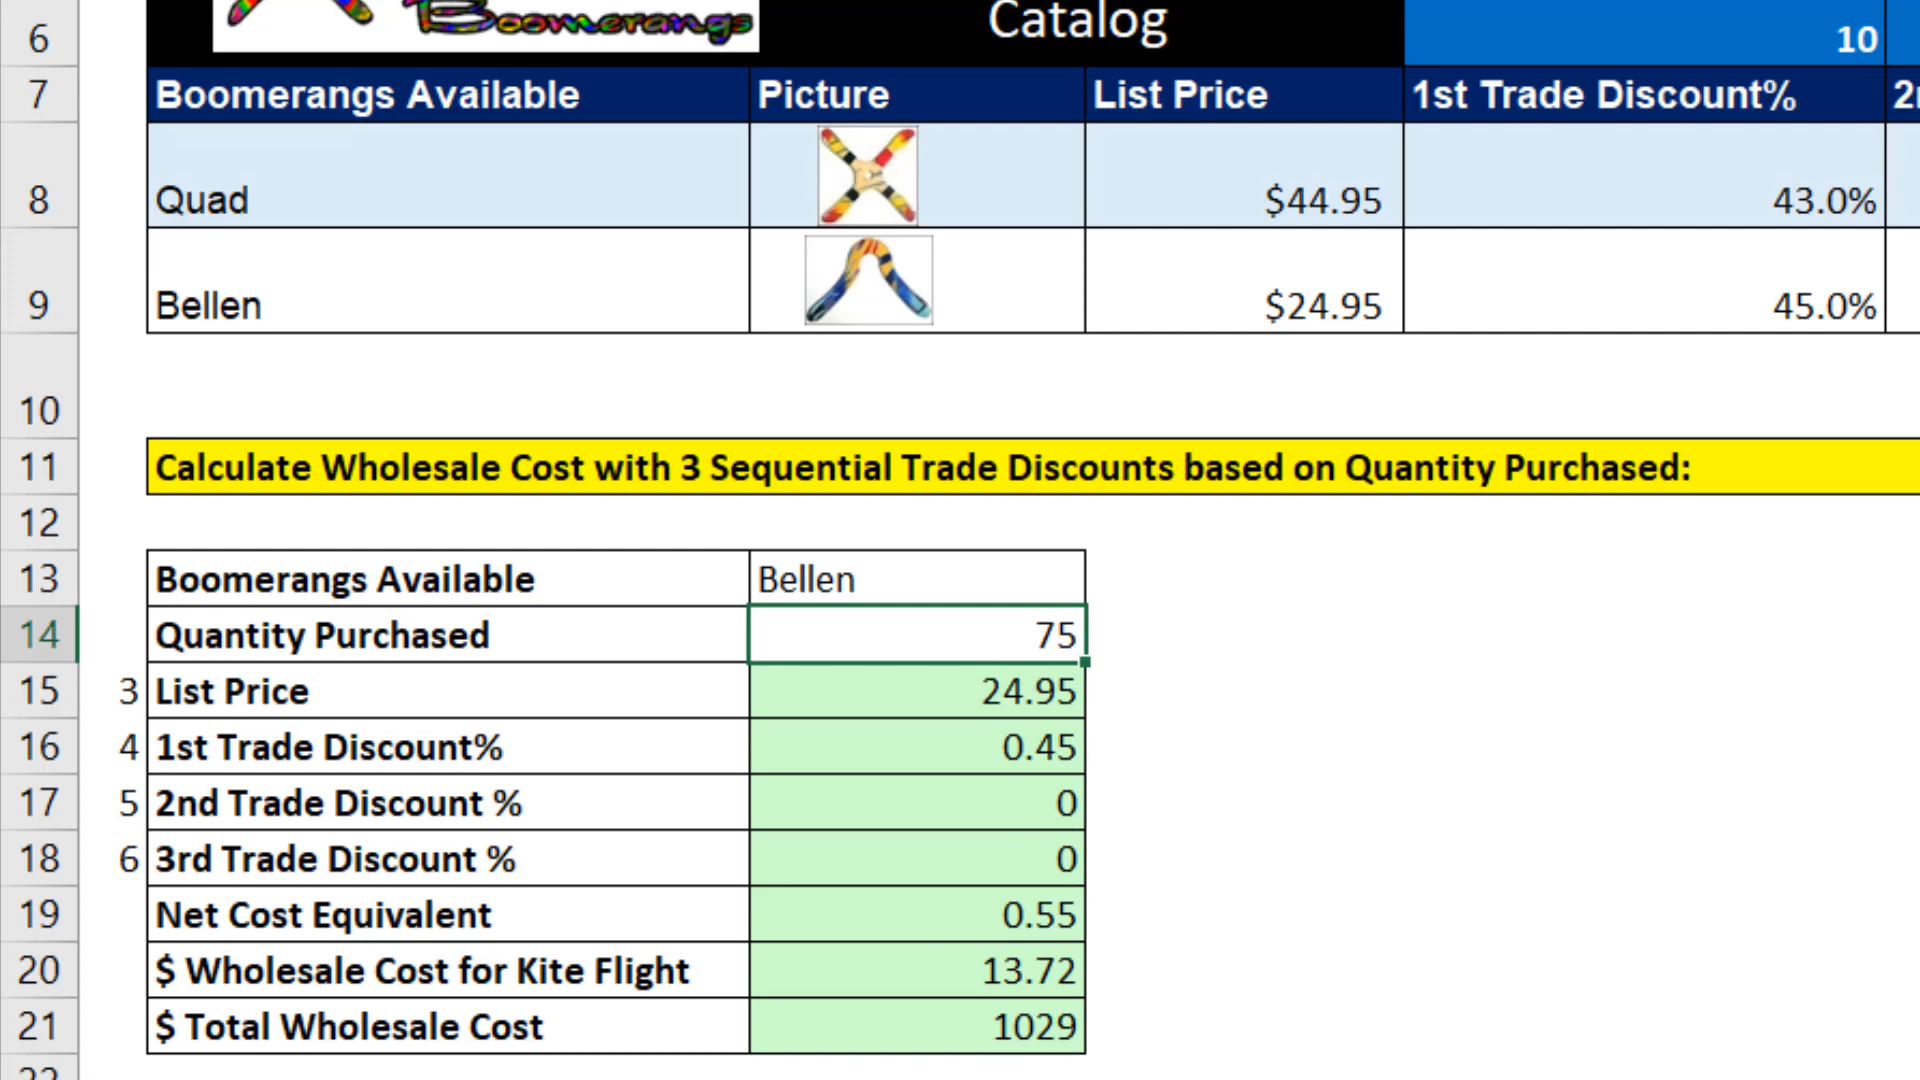 6
Boomerangs
Catalog
10
7
Boomerangs Available
Picture
List Price
1st Trade Discount%
8
Quad
$44.95
43.0%
9
Bellen
$24.95
45.0%
10
11
Calculate Wholesale Cost with 3 Sequential Trade Discounts based on Quantity Purchased:
12
13
Boomerangs Available
Bellen
14
Quantity Purchased
75
15
3
List Price
24.95
16
4
1st Trade Discount%
0.45
17
5
2nd Trade Discount %
0
18
6
3rd Trade Discount %
0
19
Net Cost Equivalent
0.55
20
$ Wholesale Cost for Kite Flight
13.72
21
$ Total Wholesale Cost
1029